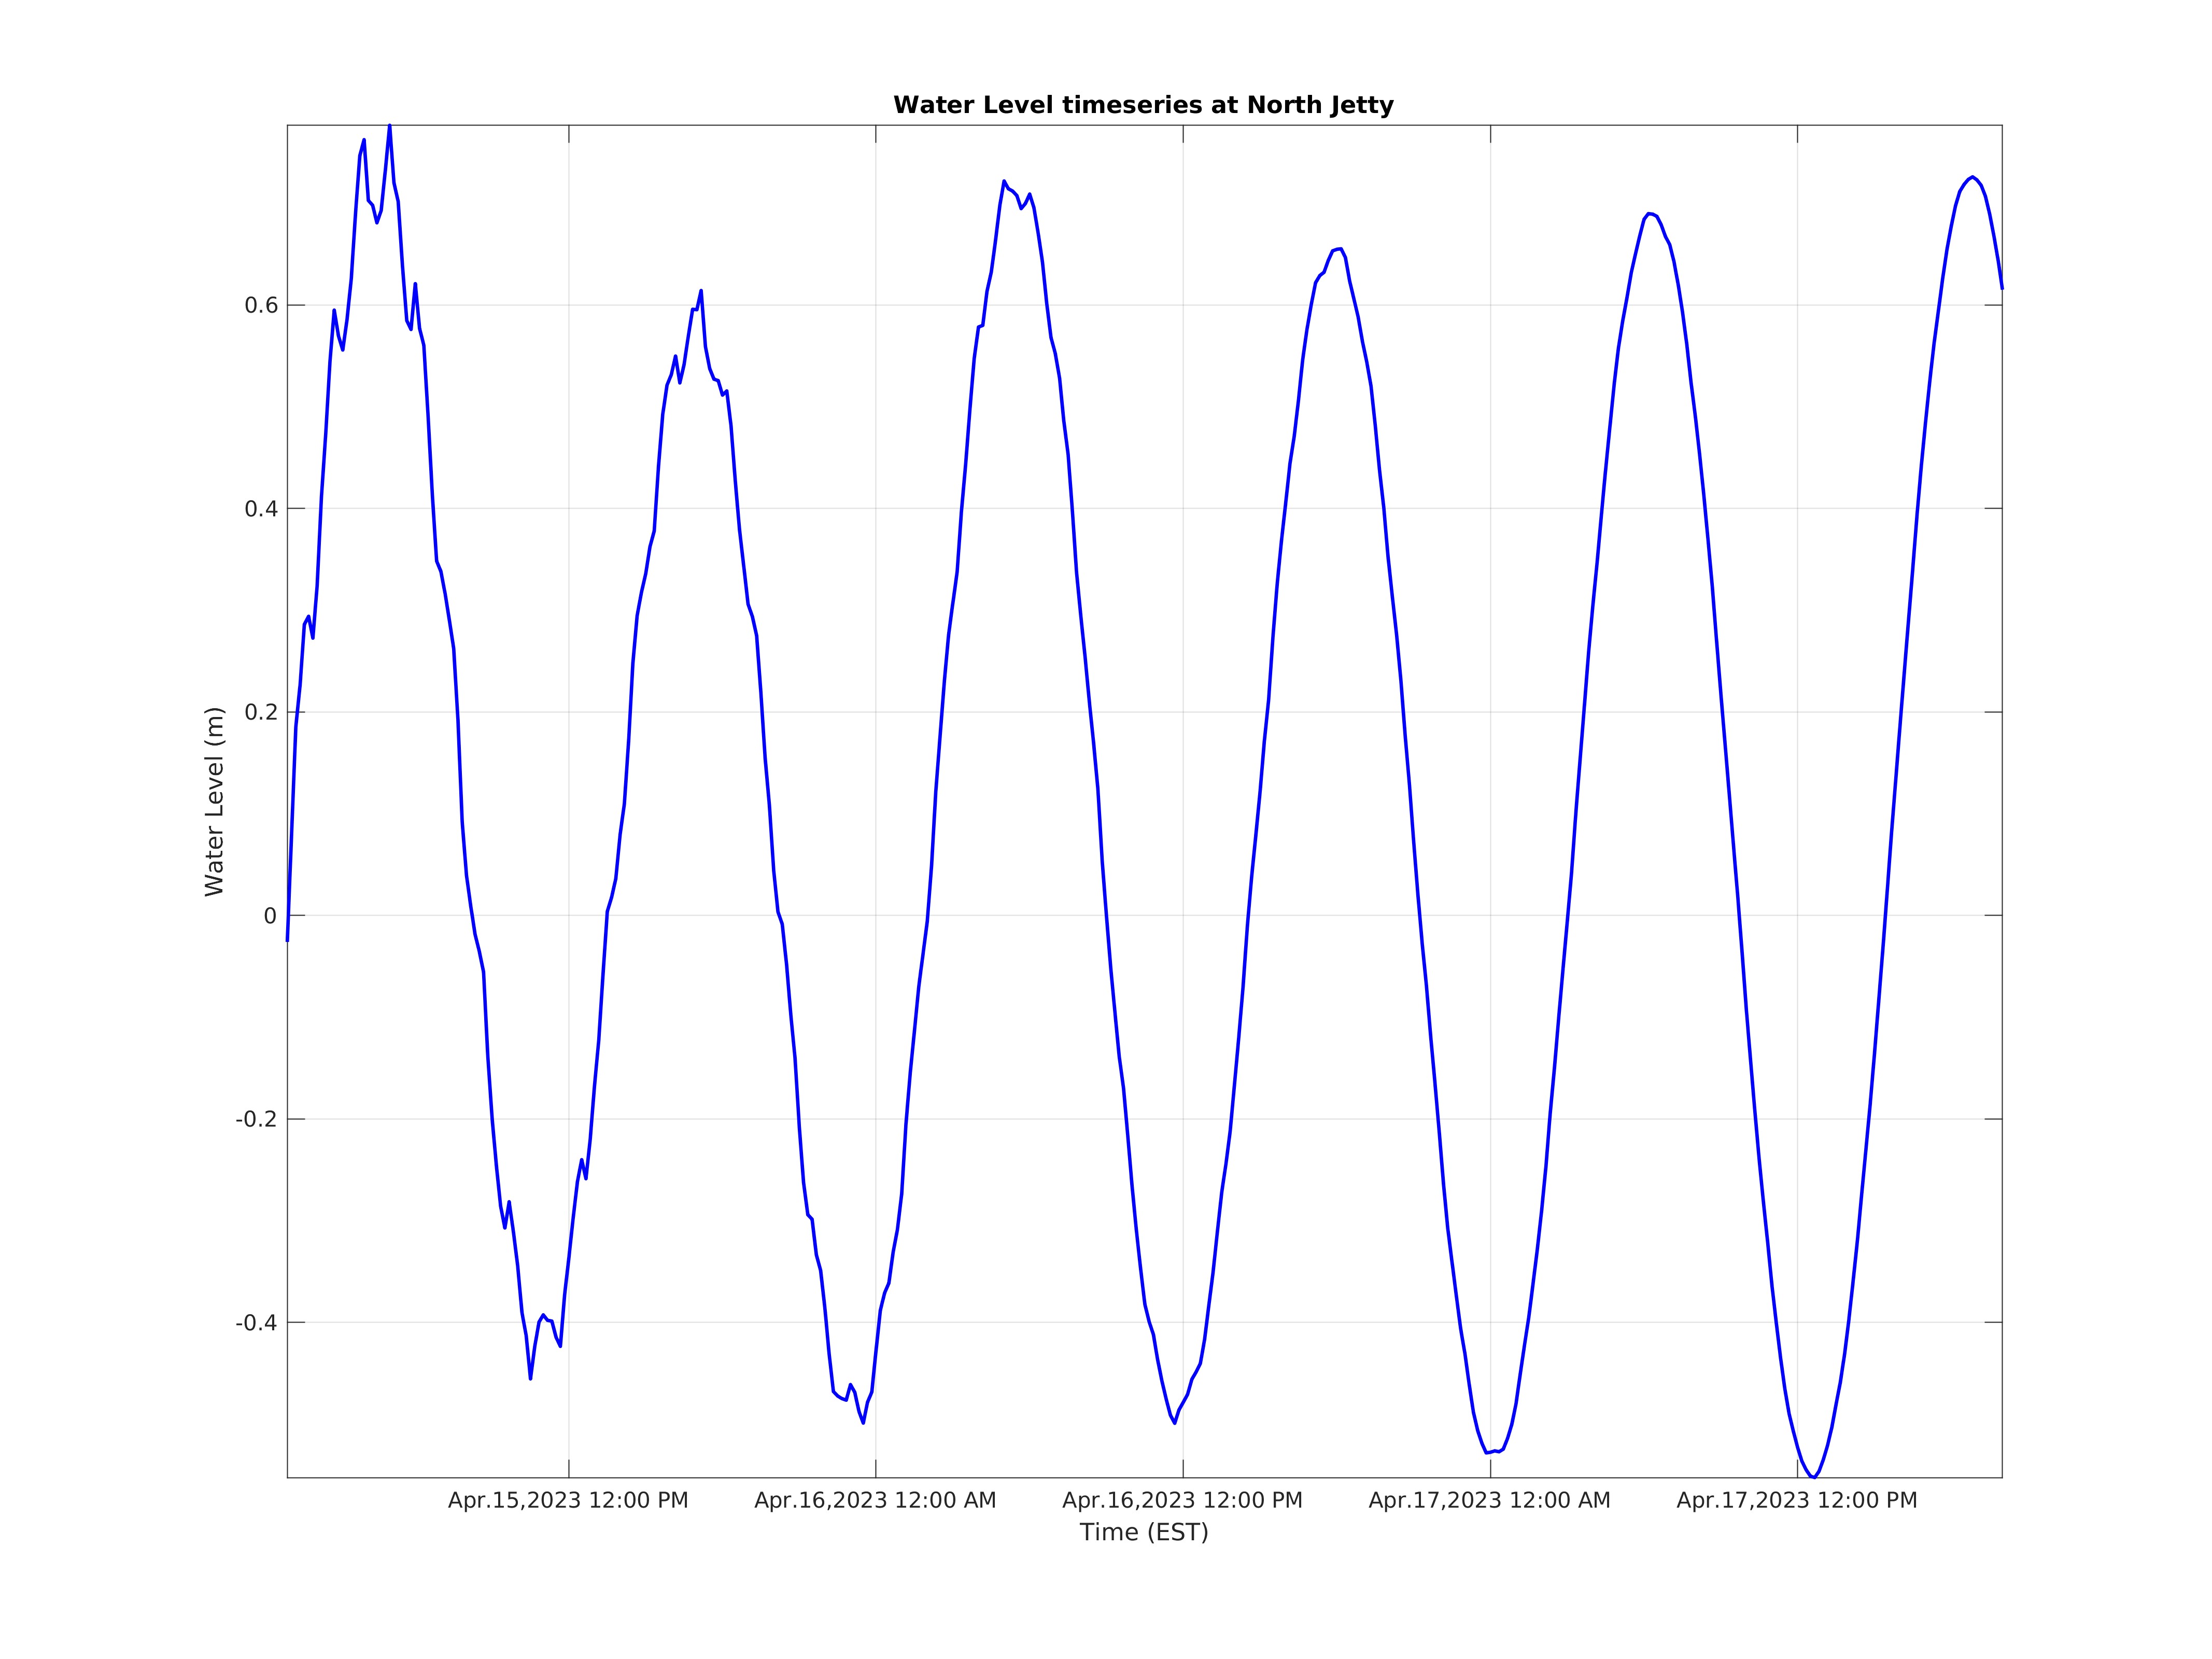 Water Level timeseries at North Jetty
Water Level (m)
0.6
0.4
0.2
0
-0.2
-0.4
Apr.15,2023 12:00 PM
Apr.16,2023 12:00 AM
Apr.16,2023 12:00 PM
Apr.17,2023 12:00 AM
Apr.17,2023 12:00 PM
Time (EST)